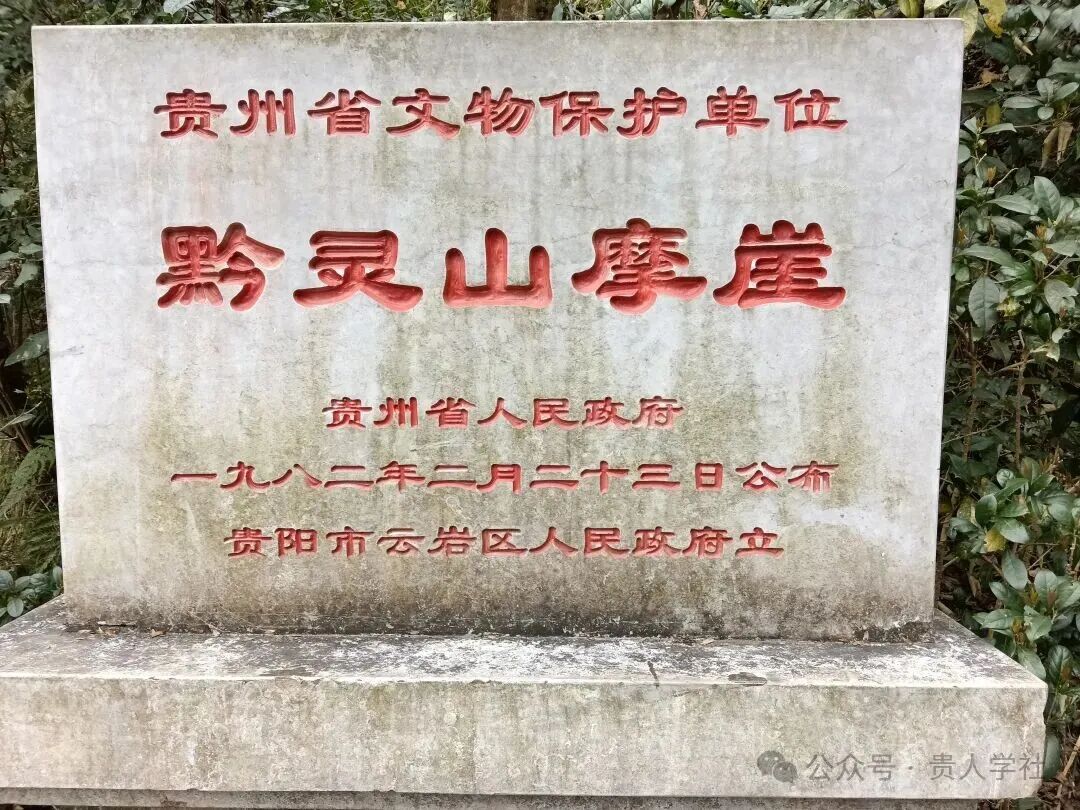 贵州省文物保护单位
黔灵山摩崖
贵州省人民政府
一九八二年二月二十三日公布
贵阳市云岩区人民政府立
公众号·贵人学社